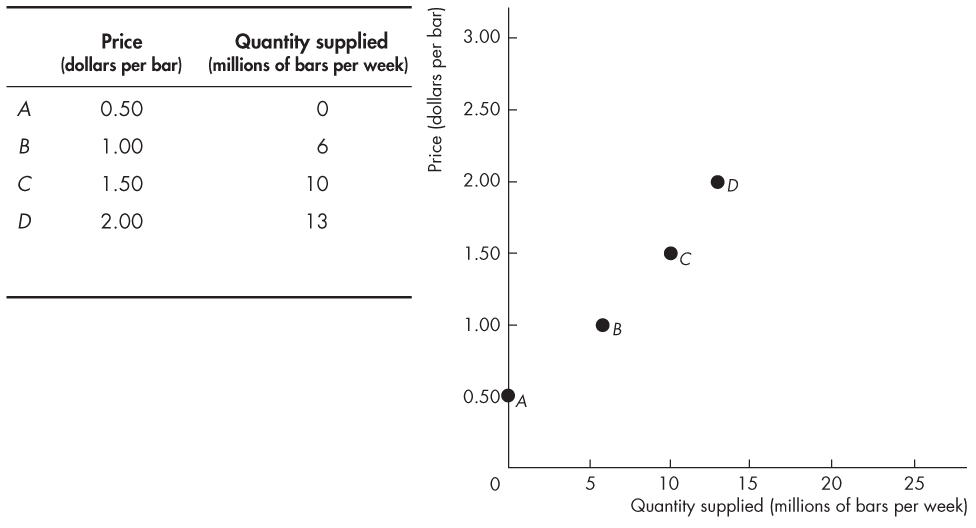 Price Quantity supplied
(dollars per bar) (millions of bars per week)
A 0.50 0
B 1.00 6
C 1.50 10
D 2.00 13
Price (dollars per bar)
3.00
2.50
2.00 D
1.50 C
1.00 B
0.50 A
0 5 10 15 20 25
Quantity supplied (millions of bars per week)